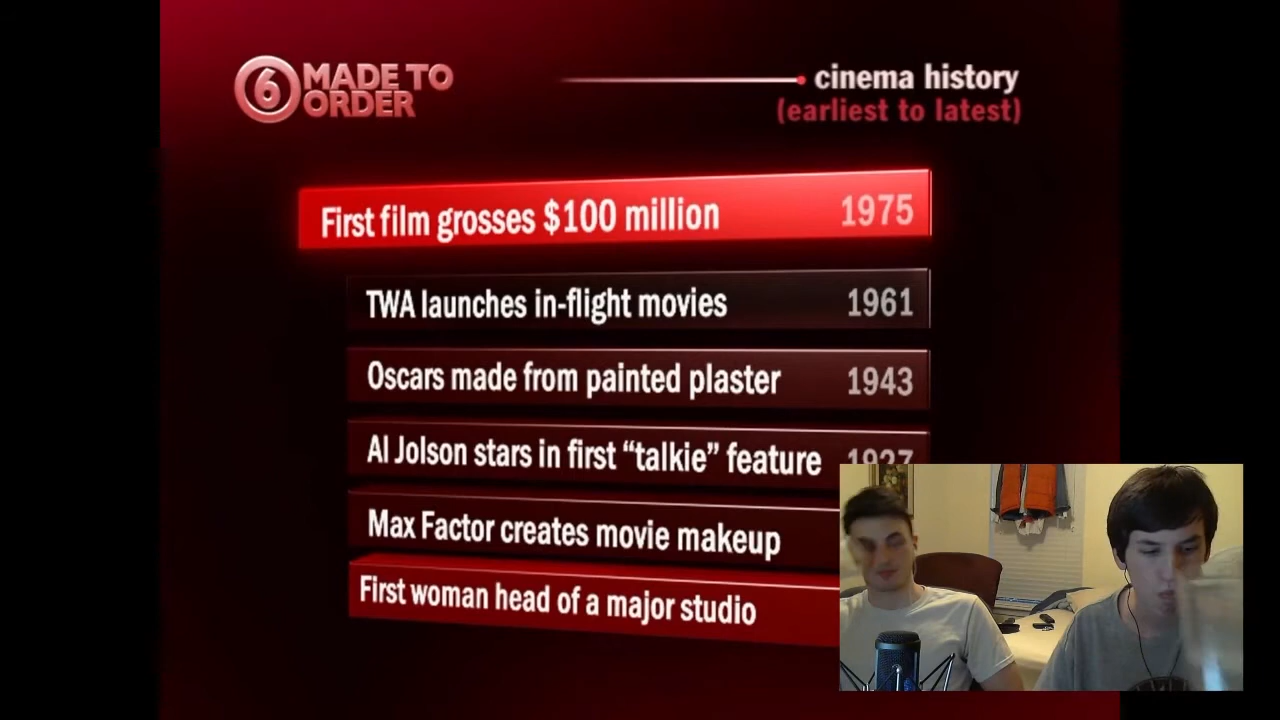 6 MADE TO
ORDER
cinema history
(earliest to latest)
First film grosses $100 million 1975
TWA launches in-flight movies 1961
Oscars made from painted plaster 1943
Al Jolson stars in first “talkie” feature 1927
Max Factor creates movie makeup
First woman head of a major studio